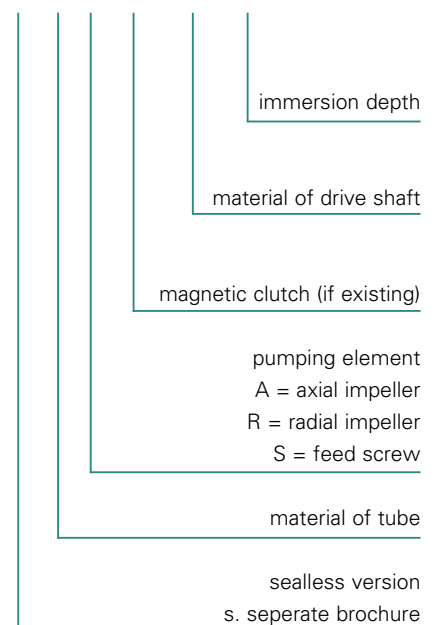 immersion depth
material of drive shaft
magnetic clutch (if existing)
pumping element
A = axial impeller
R = radial impeller
S = feed screw
material of tube
sealless version
s. seperate brochure